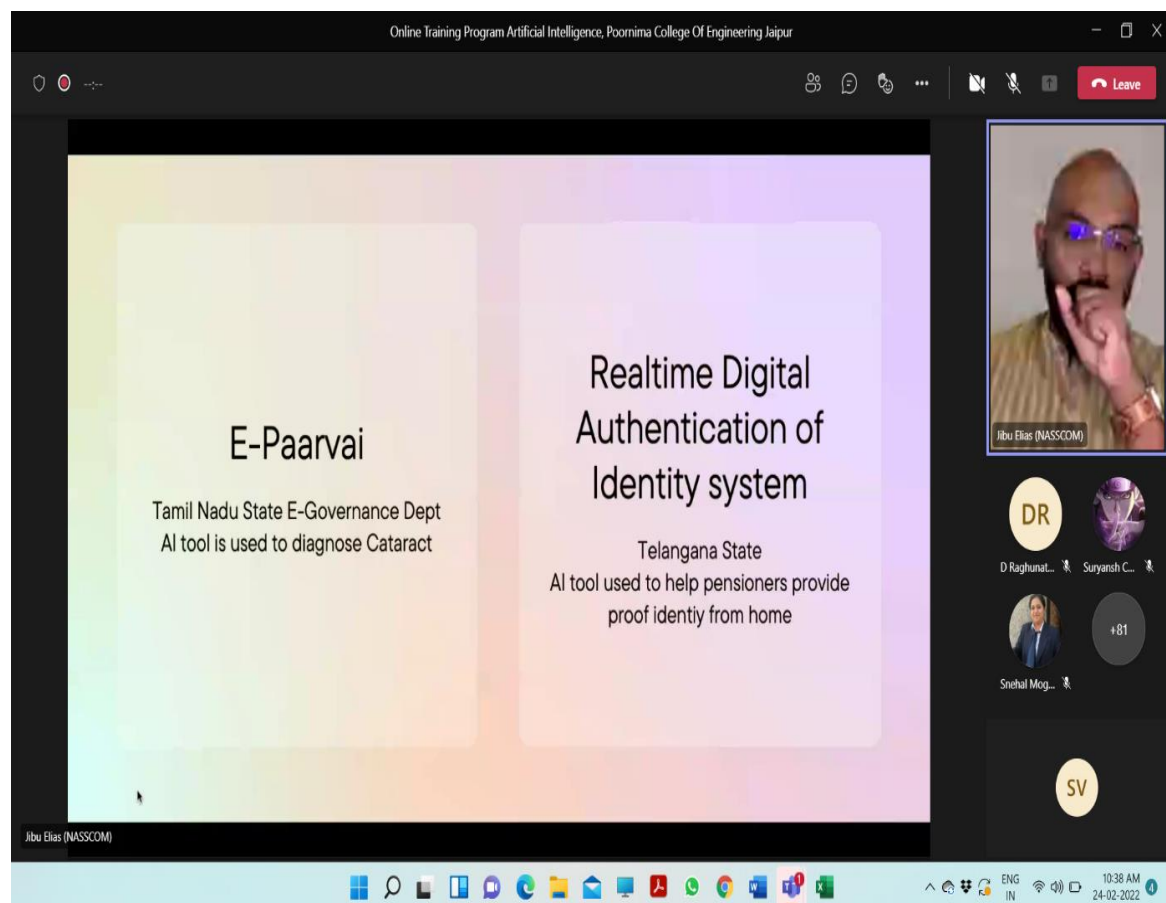 Online Training Program Artificial Intelligence, Poornima College Of Engineering Jaipur
--:--
Leave
E-Paarvai
Tamil Nadu State E-Governance Dept
AI tool is used to diagnose Cataract
Realtime Digital
Authentication of
Identity system
Telangana State
AI tool used to help pensioners provide
proof identiy from home
Jibu Elias (NASSCOM)
DR
D Raghunat...
Suryansh C...
Snehal Mog...
+81
SV
Jibu Elias (NASSCOM)
1
ENG
IN
10:38 AM
24-02-2022
4